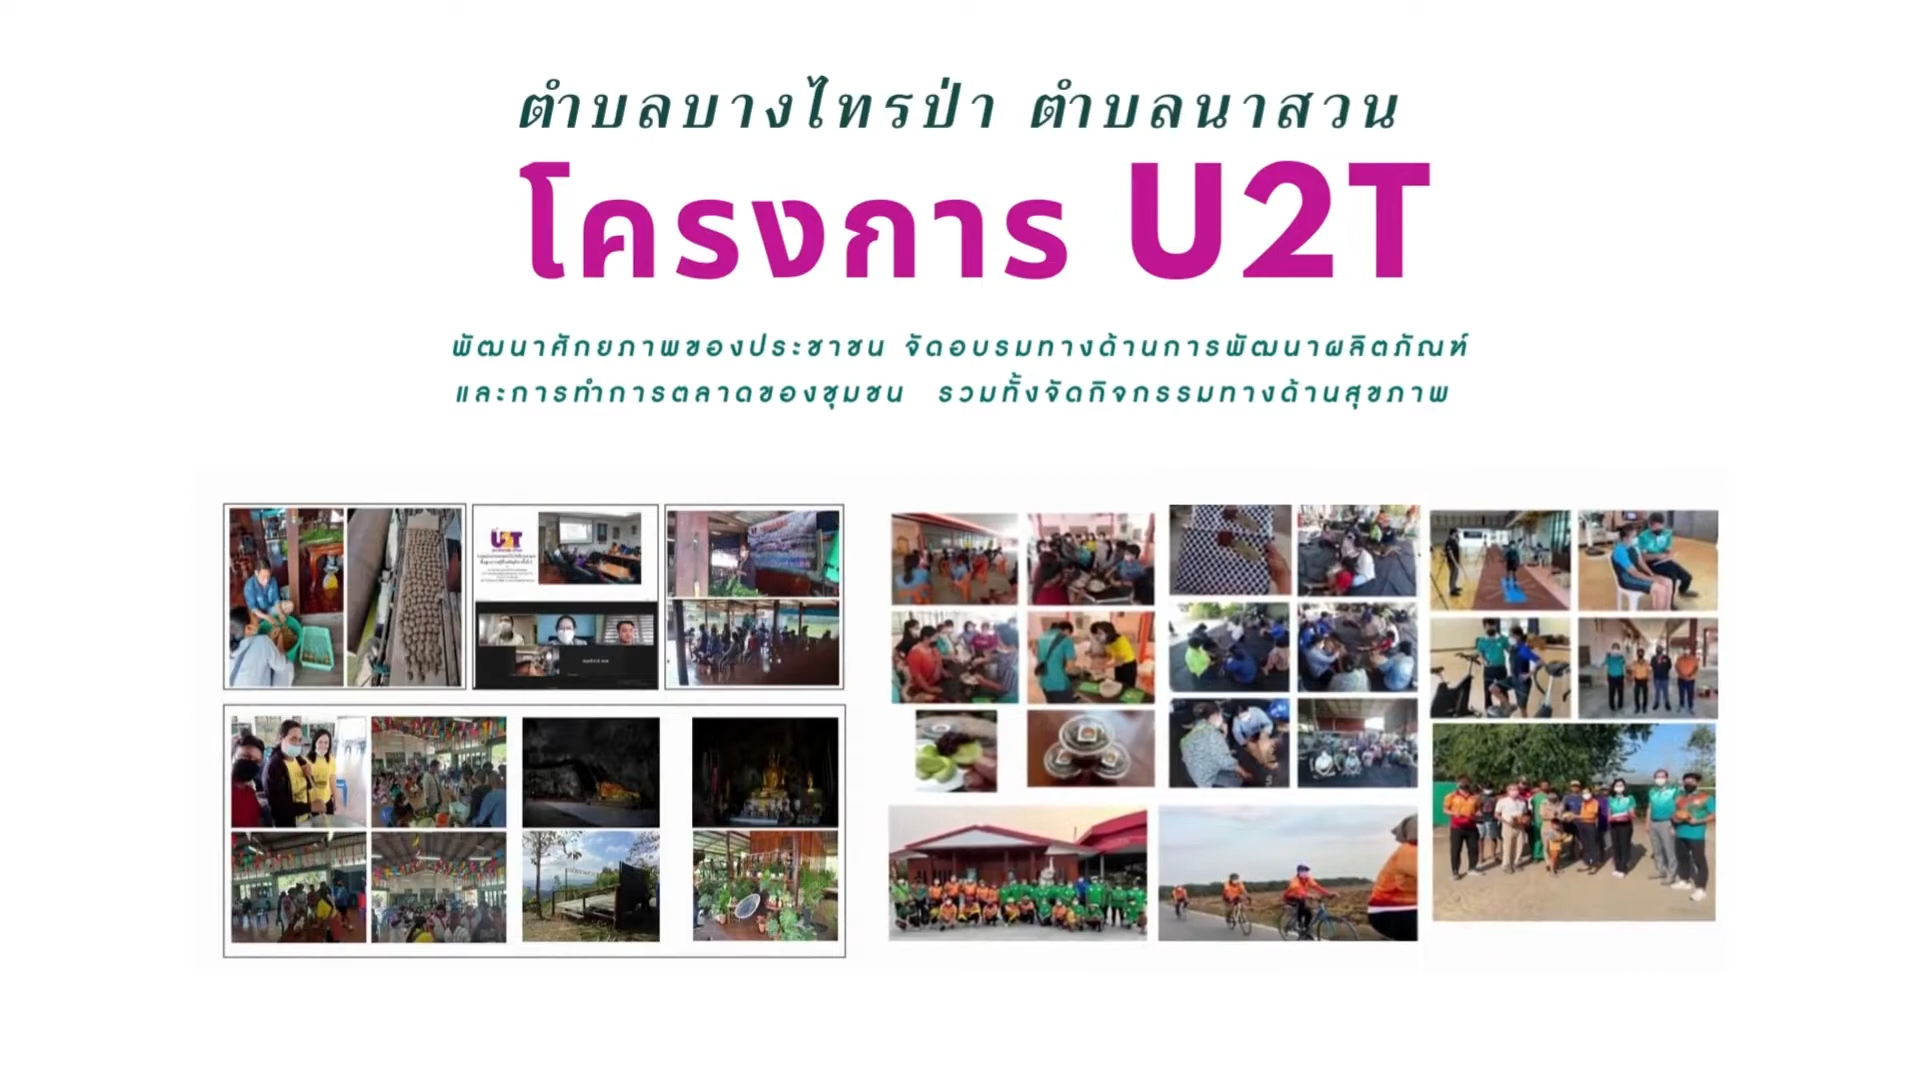 ตำบลบางไทรป่า ตำบลนาสวน
โครงการ U2T
พัฒนาศักยภาพของประชาชน จัดอบรมทางด้านการพัฒนาผลิตภัณฑ์
และการทำการตลาดของชุมชน รวมทั้งจัดกิจกรรมทางด้านสุขภาพ
U2T